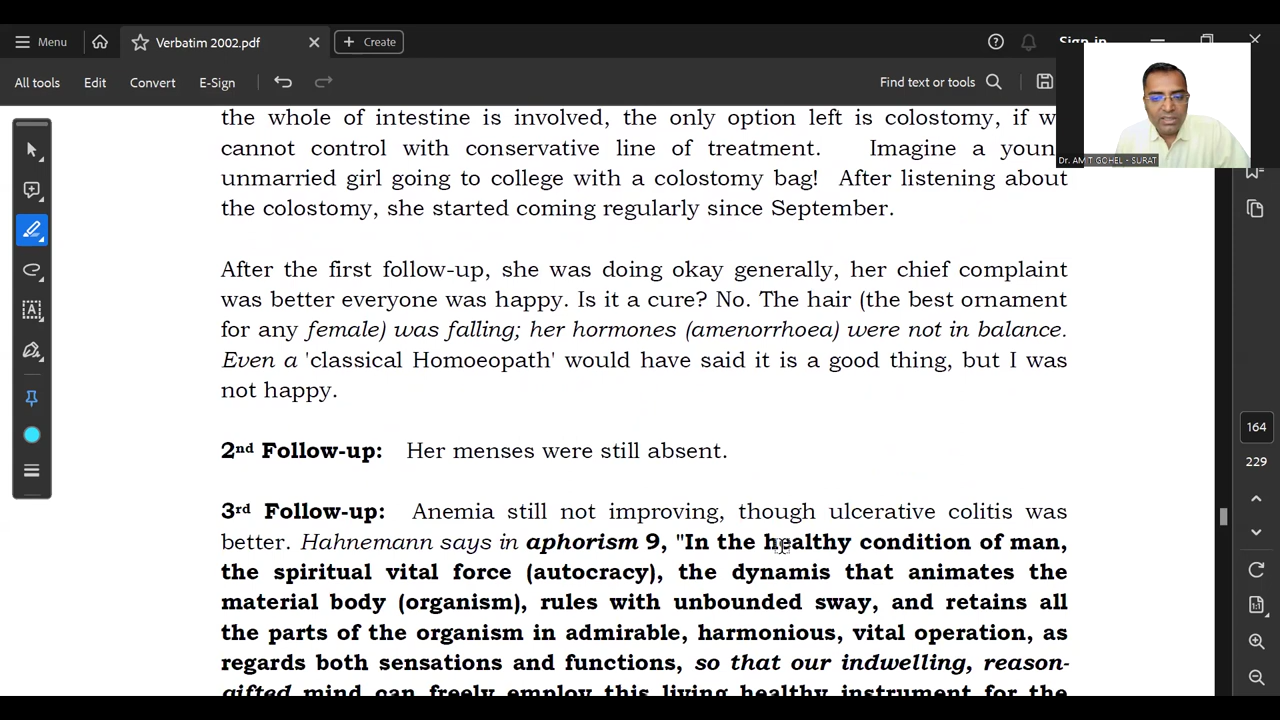 Menu
Verbatim 2002.pdf
Create
Sign in
All tools
Edit
Convert
E-Sign
Find text or tools
Dr. AMIT GOHEL - SURAT
the whole of intestine is involved, the only option left is colostomy, if
cannot control with conservative line of treatment. Imagine a
unmarried girl going to college with a colostomy bag! After listening about
the colostomy, she started coming regularly since September.
After the first follow-up, she was doing okay generally, her chief complaint
was better everyone was happy. Is it a cure? No. The hair (the best ornament
for any female) was falling; her hormones (amenorrhoea) were not in balance.
Even a 'classical Homoeopath' would have said it is a good thing, but I was
not happy.
2nd Follow-up: Her menses were still absent.
3rd Follow-up: Anemia still not improving, though ulcerative colitis was
better. Hahnemann says in aphorism 9, "In the healthy condition of man,
the spiritual vital force (autocracy), the dynamis that animates the
material body (organism), rules with unbounded sway, and retains all
the parts of the organism in admirable, harmonious, vital operation, as
regards both sensations and functions, so that our indwelling, reason-
gifted mind can freely employ this living healthy instrument for the
164
229